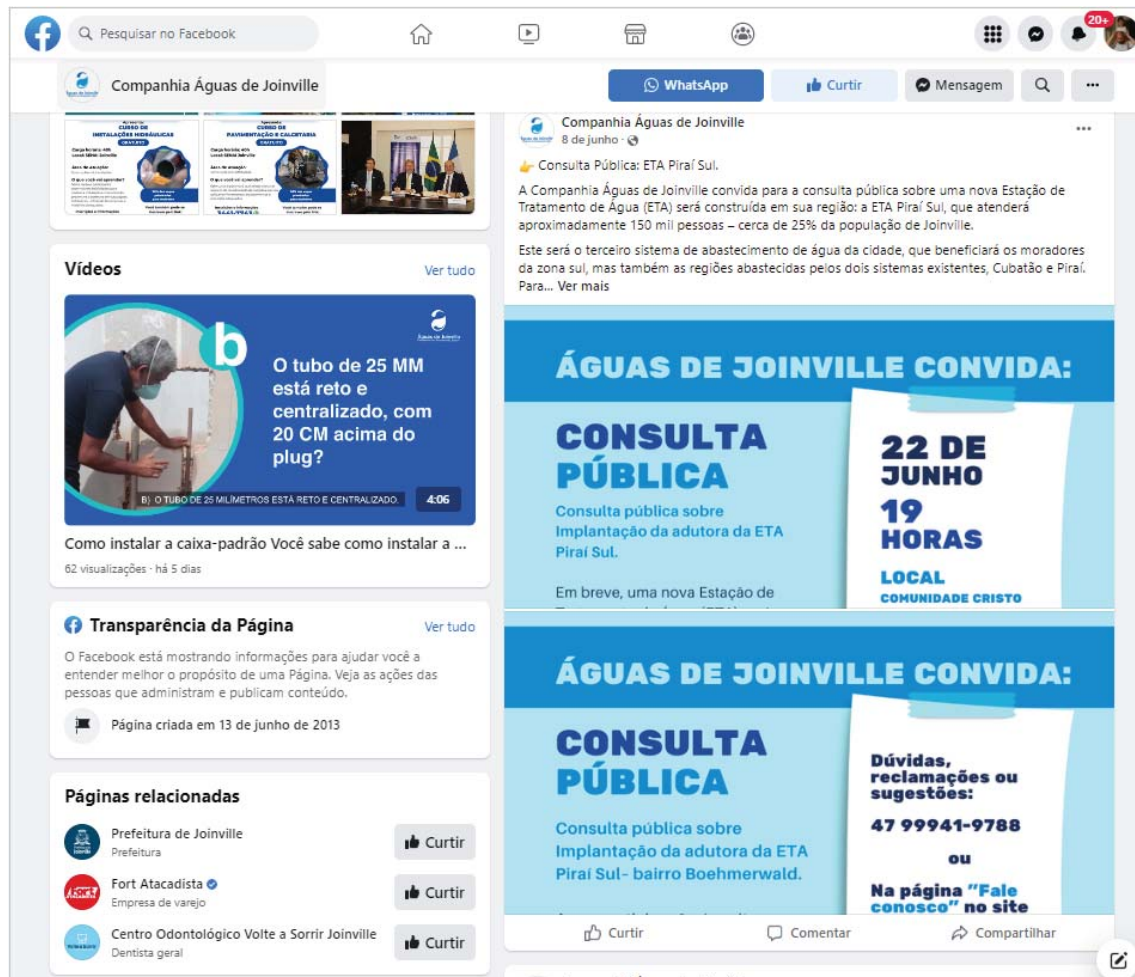 Pesquisar no Facebook
20+
Companhia Águas de Joinville
WhatsApp
Curtir
Mensagem
CURSO DE
INSTALAÇÕES HIDRÁULICAS
GRATUITO
CURSO DE
PAVIMENTAÇÃO E CALCETARIA
GRATUITO
Vídeos
Ver tudo
b
Águas de Joinville
O tubo de 25 MM
está reto e
centralizado, com
20 CM acima do
plug?
B) O TUBO DE 25 MILÍMETROS ESTÁ RETO E CENTRALIZADO.
4:06
Como instalar a caixa-padrão Você sabe como instalar a ...
62 visualizações · há 5 dias
Transparência da Página
Ver tudo
O Facebook está mostrando informações para ajudar você a
entender melhor o propósito de uma Página. Veja as ações das
pessoas que administram e publicam conteúdo.
Página criada em 13 de junho de 2013
Páginas relacionadas
Prefeitura de Joinville
Prefeitura
Curtir
Fort Atacadista
Empresa de varejo
Curtir
Centro Odontológico Volte a Sorrir Joinville
Dentista geral
Curtir
Companhia Águas de Joinville
8 de junho ·
👉 Consulta Pública: ETA Piraí Sul.
A Companhia Águas de Joinville convida para a consulta pública sobre uma nova Estação de
Tratamento de Água (ETA) será construída em sua região: a ETA Piraí Sul, que atenderá
aproximadamente 150 mil pessoas – cerca de 25% da população de Joinville.
Este será o terceiro sistema de abastecimento de água da cidade, que beneficiará os moradores
da zona sul, mas também as regiões abastecidas pelos dois sistemas existentes, Cubatão e Piraí.
Para... Ver mais
ÁGUAS DE JOINVILLE CONVIDA:
CONSULTA
PÚBLICA
Consulta pública sobre
Implantação da adutora da ETA
Piraí Sul.
Em breve, uma nova Estação de
22 DE
JUNHO
19
HORAS
LOCAL
COMUNIDADE CRISTO
ÁGUAS DE JOINVILLE CONVIDA:
CONSULTA
PÚBLICA
Consulta pública sobre
Implantação da adutora da ETA
Piraí Sul- bairro Boehmerwald.
Dúvidas,
reclamações ou
sugestões:
47 99941-9788
ou
Na página "Fale
conosco" no site
Curtir
Comentar
Compartilhar